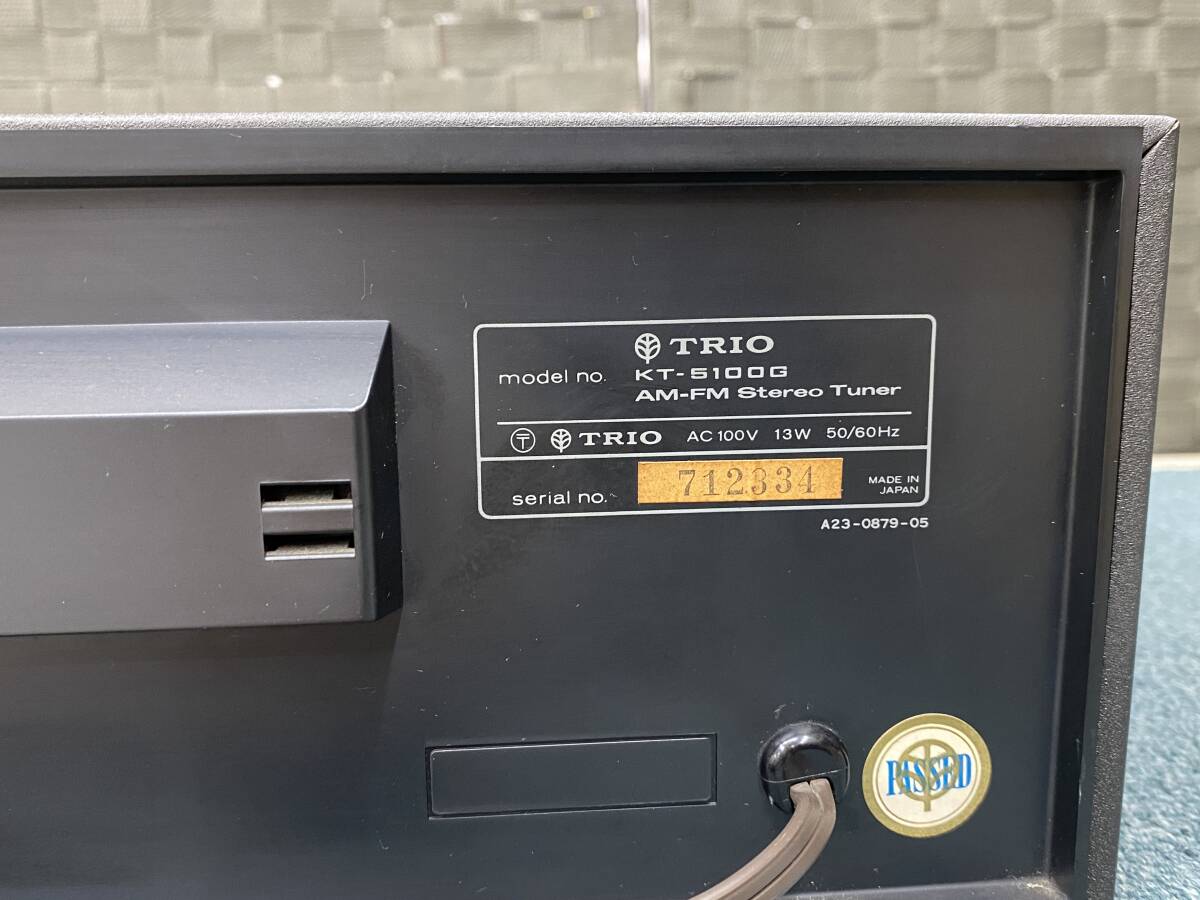 TRIO
model no. KT-5100G
AM-FM Stereo Tuner
〒 TRIO AC 100V 13W 50/60Hz
serial no. 712334 MADE IN
JAPAN
A23-0879-05
PASSED